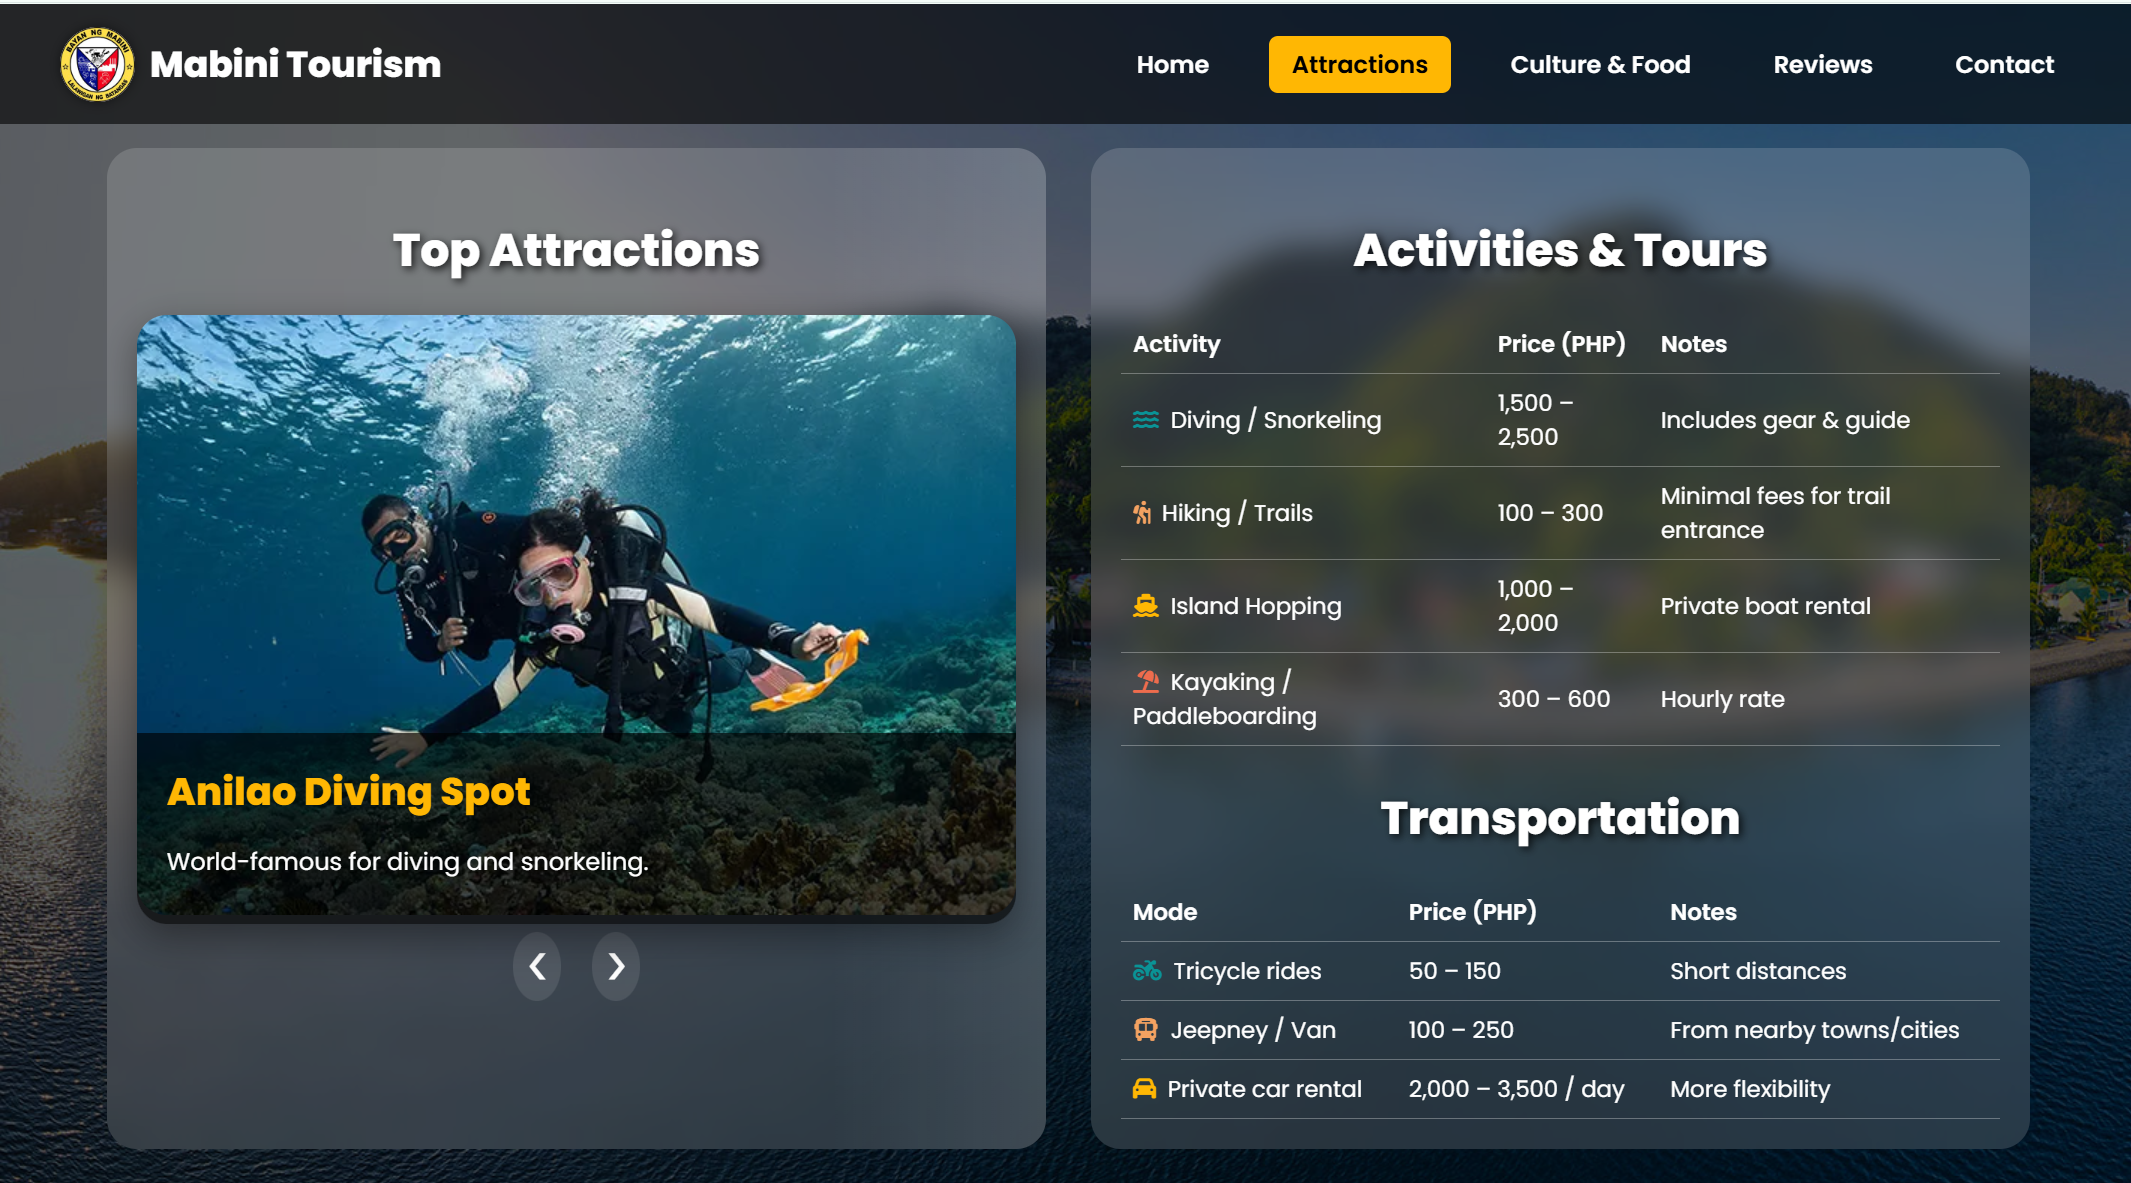 BAYAN NG MABINI
LALAWIGAN NG BATANGAS
Mabini Tourism
Home
Attractions
Culture & Food
Reviews
Contact
Top Attractions
Anilao Diving Spot
World-famous for diving and snorkeling.
Activities & Tours
Activity Price (PHP) Notes
Diving / Snorkeling 1,500 – 2,500 Includes gear & guide
Hiking / Trails 100 – 300 Minimal fees for trail entrance
Island Hopping 1,000 – 2,000 Private boat rental
Kayaking / Paddleboarding 300 – 600 Hourly rate
Transportation
Mode Price (PHP) Notes
Tricycle rides 50 – 150 Short distances
Jeepney / Van 100 – 250 From nearby towns/cities
Private car rental 2,000 – 3,500 / day More flexibility